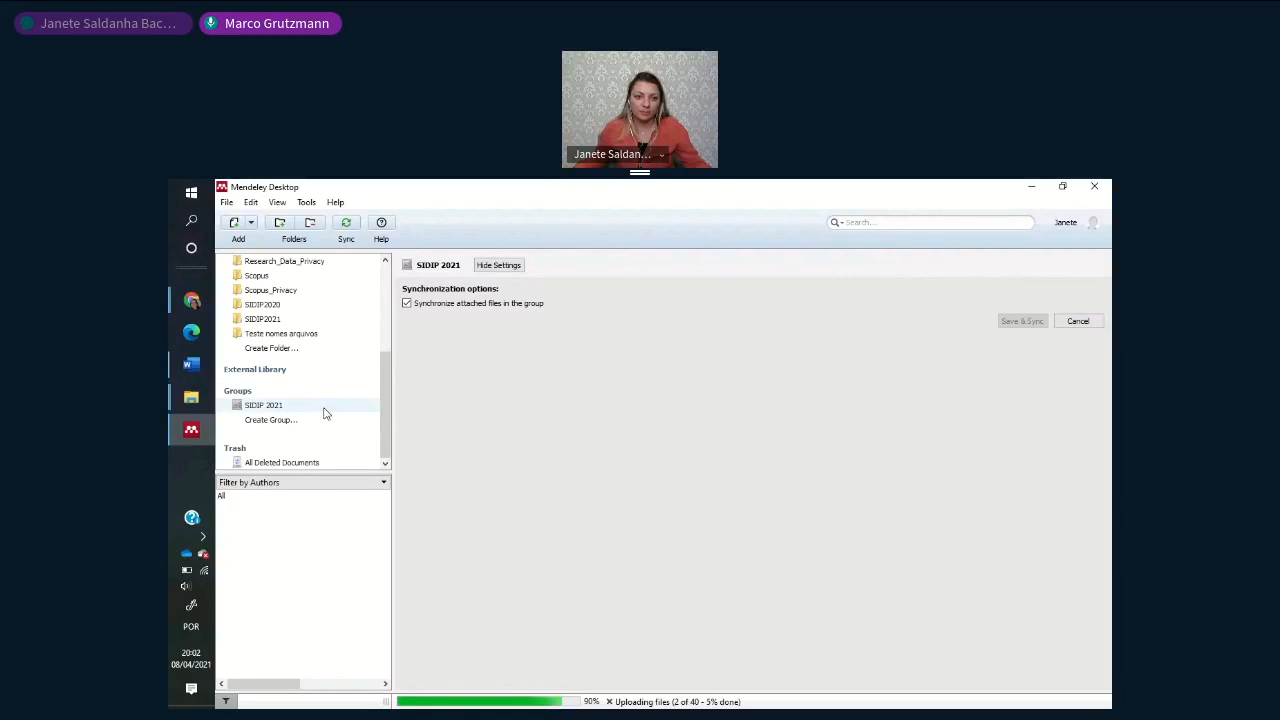 Janete Saldanha Bac...
Marco Grutzmann
Janete Saldan...
Mendeley Desktop
File Edit View Tools Help
Search...
Janete
Add Folders Sync Help
Research_Data_Privacy
Scopus
Scopus_Privacy
SIDIP2020
SIDIP2021
Teste nomes arquivos
Create Folder...
External Library
Groups
SIDIP 2021
Create Group...
Trash
All Deleted Documents
Filter by Authors
All
SIDIP 2021 Hide Settings
Synchronization options:
Synchronize attached files in the group
Save & Sync Cancel
POR
20:02
08/04/2021
90% Uploading files (2 of 40 - 5% done)